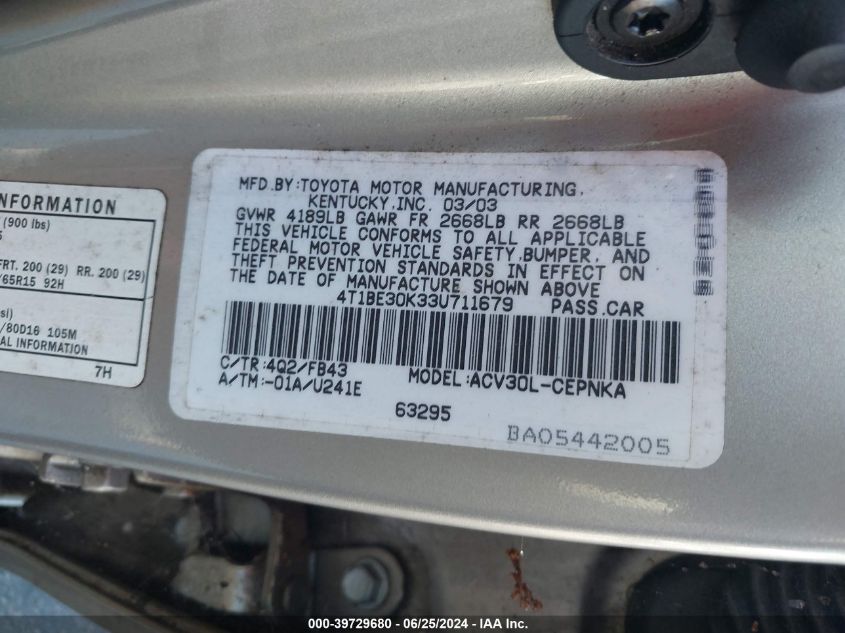 INFORMATION
(900 lbs)
FRT. 200 (29) RR. 200 (29)
/65R15 92H
/80D16 105M
AL INFORMATION
7H
MFD.BY:TOYOTA MOTOR MANUFACTURING,
KENTUCKY,INC. 03/03
GVWR 4189LB GAWR FR 2668LB RR 2668LB
THIS VEHICLE CONFORMS TO ALL APPLICABLE
FEDERAL MOTOR VEHICLE SAFETY,BUMPER, AND
THEFT PREVENTION STANDARDS IN EFFECT ON
THE DATE OF MANUFACTURE SHOWN ABOVE
4T1BE30K33U711679 PASS.CAR
C/TR:4Q2/FB43
A/TM:-01A/U241E MODEL:ACV30L-CEPNKA
63295
BA05442005
000-39729680 / 06/25/2024 / IAA Inc.